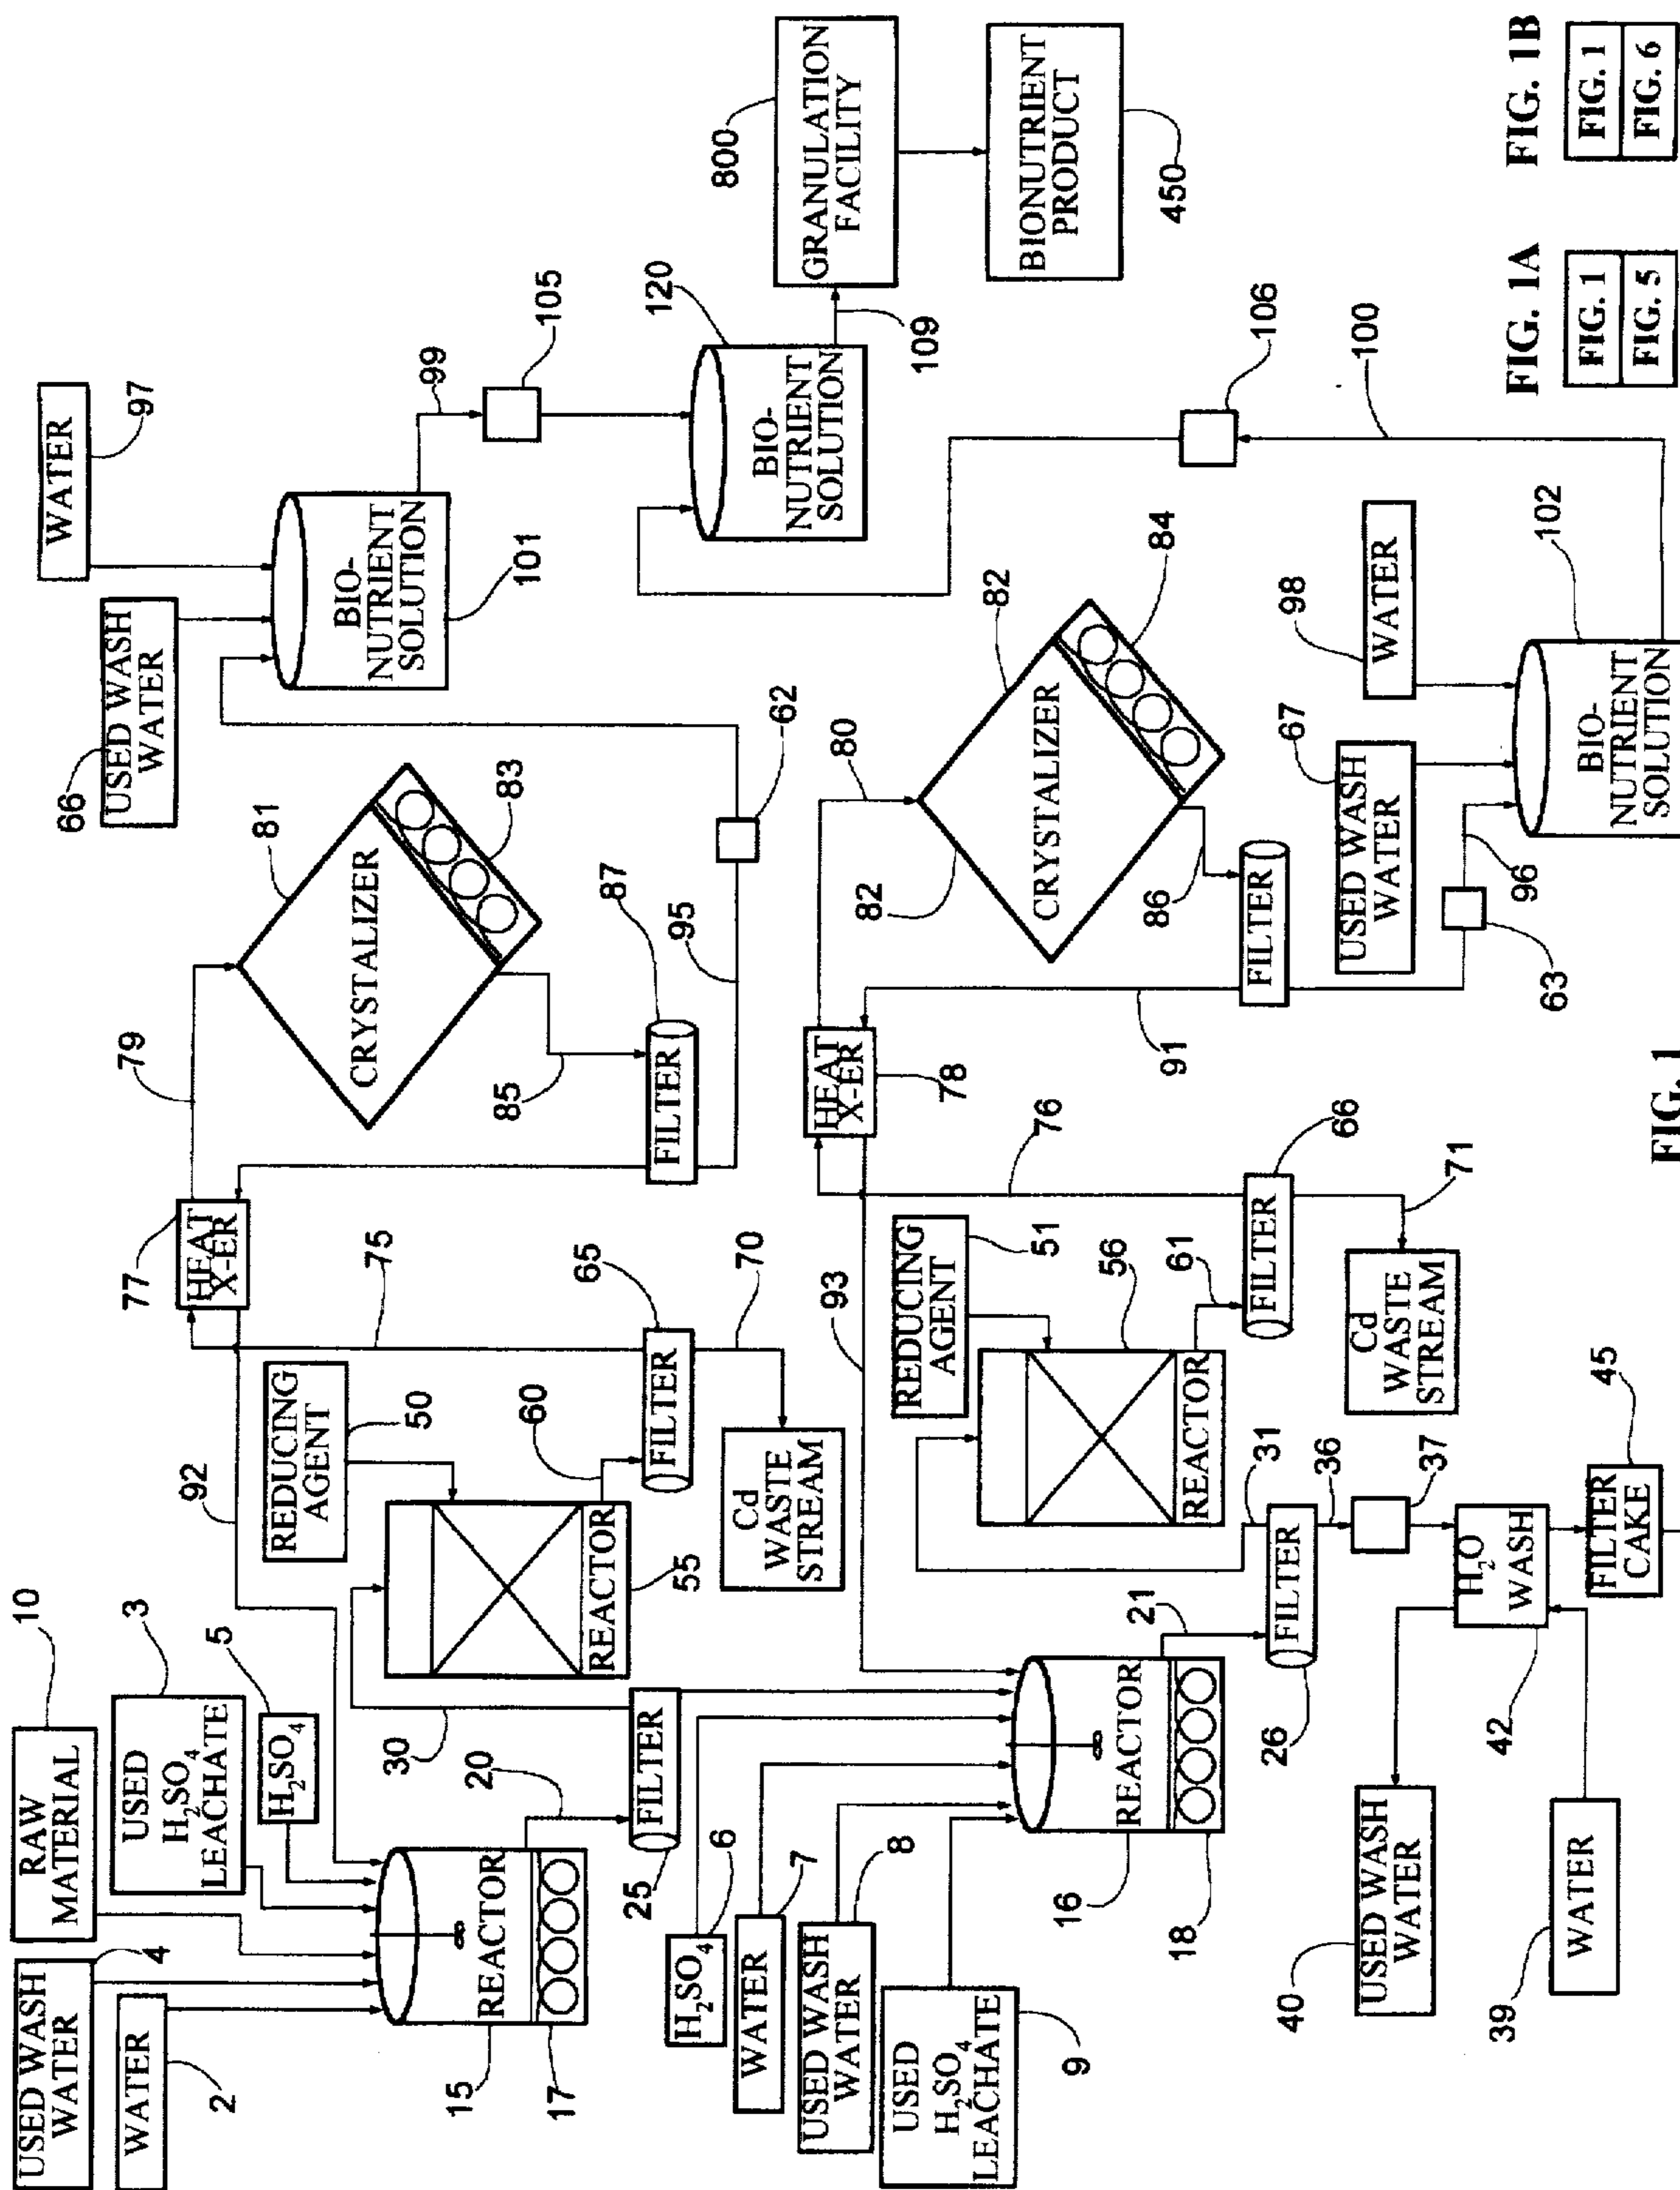 USED WASH
WATER
4
WATER
2
RAW
MATERIAL
10
USED
H₂SO₄
LEACHATE
3
H₂SO₄
5
92
REACTOR
15
17
20
FILTER
25
30
REDUCING
AGENT
50
REACTOR
55
60
FILTER
65
70
Cd
WASTE
STREAM
75
HEAT
X-ER
77
79
CRYSTALIZER
81
83
85
FILTER
87
95
62
USED WASH
WATER
66
WATER
97
BIO-
NUTRIENT
SOLUTION
101
99
105
BIO-
NUTRIENT
SOLUTION
120
109
GRANULATION
FACILITY
800
BIONUTRIENT
PRODUCT
450
H₂SO₄
6
WATER
7
USED WASH
WATER
8
USED
H₂SO₄
LEACHATE
9
REACTOR
16
18
21
93
FILTER
26
31
36
37
H₂O
WASH
42
USED WASH
WATER
40
WATER
39
FILTER
CAKE
45
REDUCING
AGENT
51
REACTOR
56
61
FILTER
66
71
Cd
WASTE
STREAM
76
HEAT
X-ER
78
80
CRYSTALIZER
82
82
84
86
FILTER
91
63
96
USED WASH
WATER
67
WATER
98
BIO-
NUTRIENT
SOLUTION
102
100
106
FIG. 1
FIG. 1A
FIG. 1
FIG. 5
FIG. 1B
FIG. 1
FIG. 6